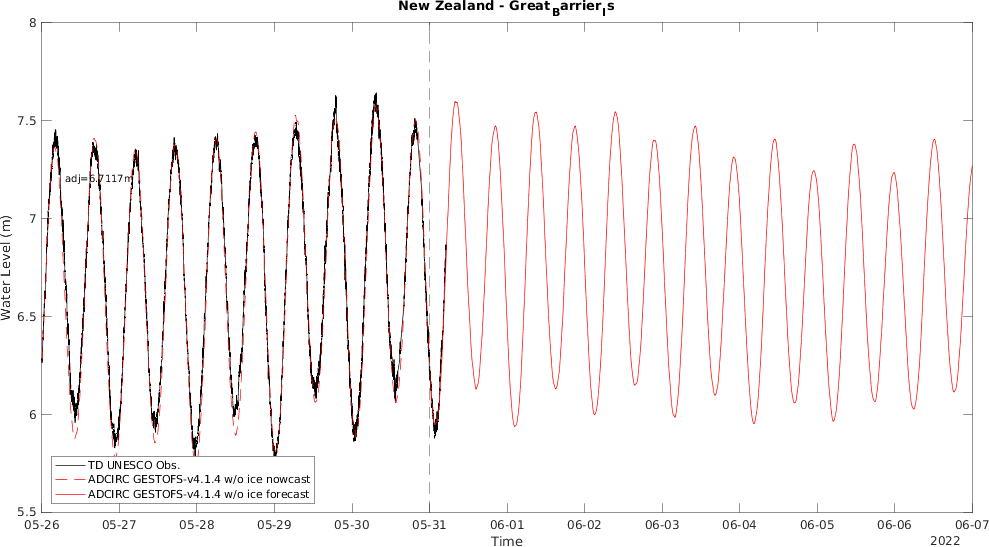 New Zealand - GreatBarrierIs
8
7.5
7
6.5
6
5.5
Water Level (m)
adj=6.7117m
TD UNESCO Obs.
ADCIRC GESTOFS-v4.1.4 w/o ice nowcast
ADCIRC GESTOFS-v4.1.4 w/o ice forecast
05-26 05-27 05-28 05-29 05-30 05-31 06-01 06-02 06-03 06-04 06-05 06-06 06-07
Time
2022